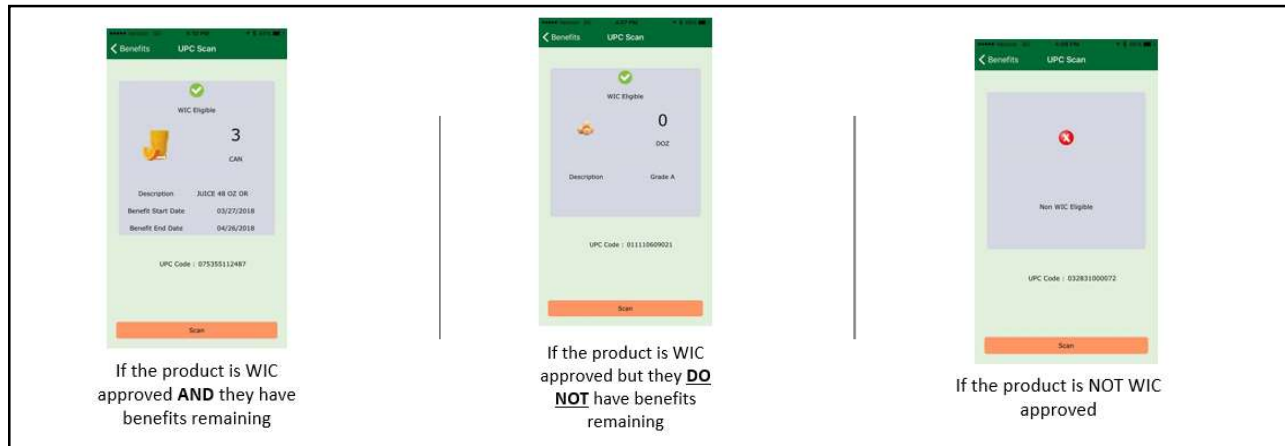 Benefits UPC Scan
WIC Eligible
3
CAN
Description JUICE 48 OZ OR
Benefit Start Date 03/27/2018
Benefit End Date 04/26/2018
UPC Code : 075355112487
Scan
If the product is WIC
approved AND they have
benefits remaining
Benefits UPC Scan
WIC Eligible
0
DOZ
Description Grade A
UPC Code : 011110609021
Scan
If the product is WIC
approved but they DO
NOT have benefits
remaining
Benefits UPC Scan
Non WIC Eligible
UPC Code : 032831000072
Scan
If the product is NOT WIC
approved